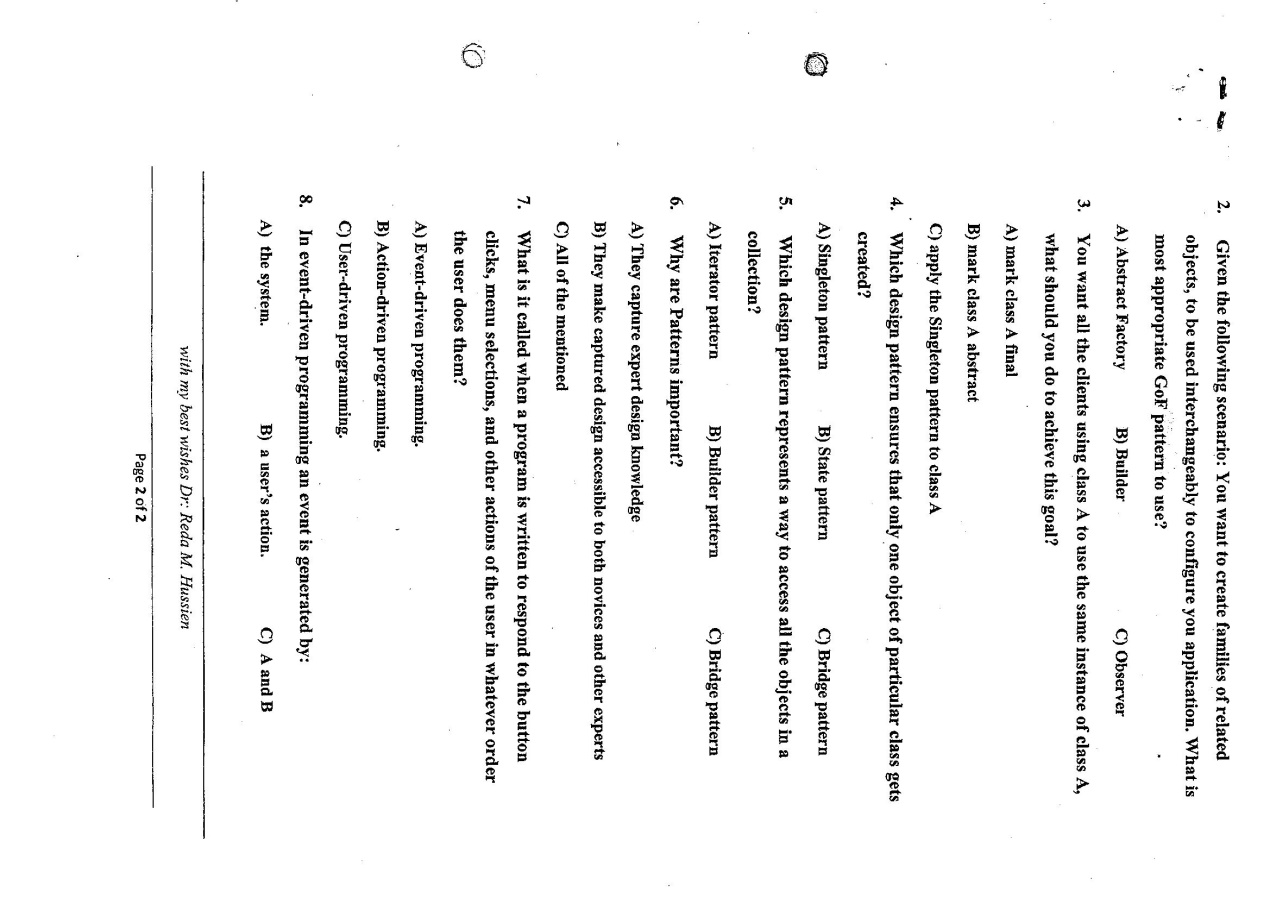 2. Given the following scenario: You want to create families of related
objects, to be used interchangeably to configure you application. What is
most appropriate GoF pattern to use?
A) Abstract Factory B) Builder C) Observer
3. You want all the clients using class A to use the same instance of class A,
what should you do to achieve this goal?
A) mark class A final
B) mark class A abstract
C) apply the Singleton pattern to class A
4. Which design pattern ensures that only one object of particular class gets
created?
A) Singleton pattern B) State pattern C) Bridge pattern
5. Which design pattern represents a way to access all the objects in a
collection?
A) Iterator pattern B) Builder pattern C) Bridge pattern
6. Why are Patterns important?
A) They capture expert design knowledge
B) They make captured design accessible to both novices and other experts
C) All of the mentioned
7. What is it called when a program is written to respond to the button
clicks, menu selections, and other actions of the user in whatever order
the user does them?
A) Event-driven programming.
B) Action-driven programming.
C) User-driven programming.
8. In event-driven programming an event is generated by:
A) the system. B) a user's action. C) A and B
with my best wishes Dr: Reda M. Hussien
Page 2 of 2